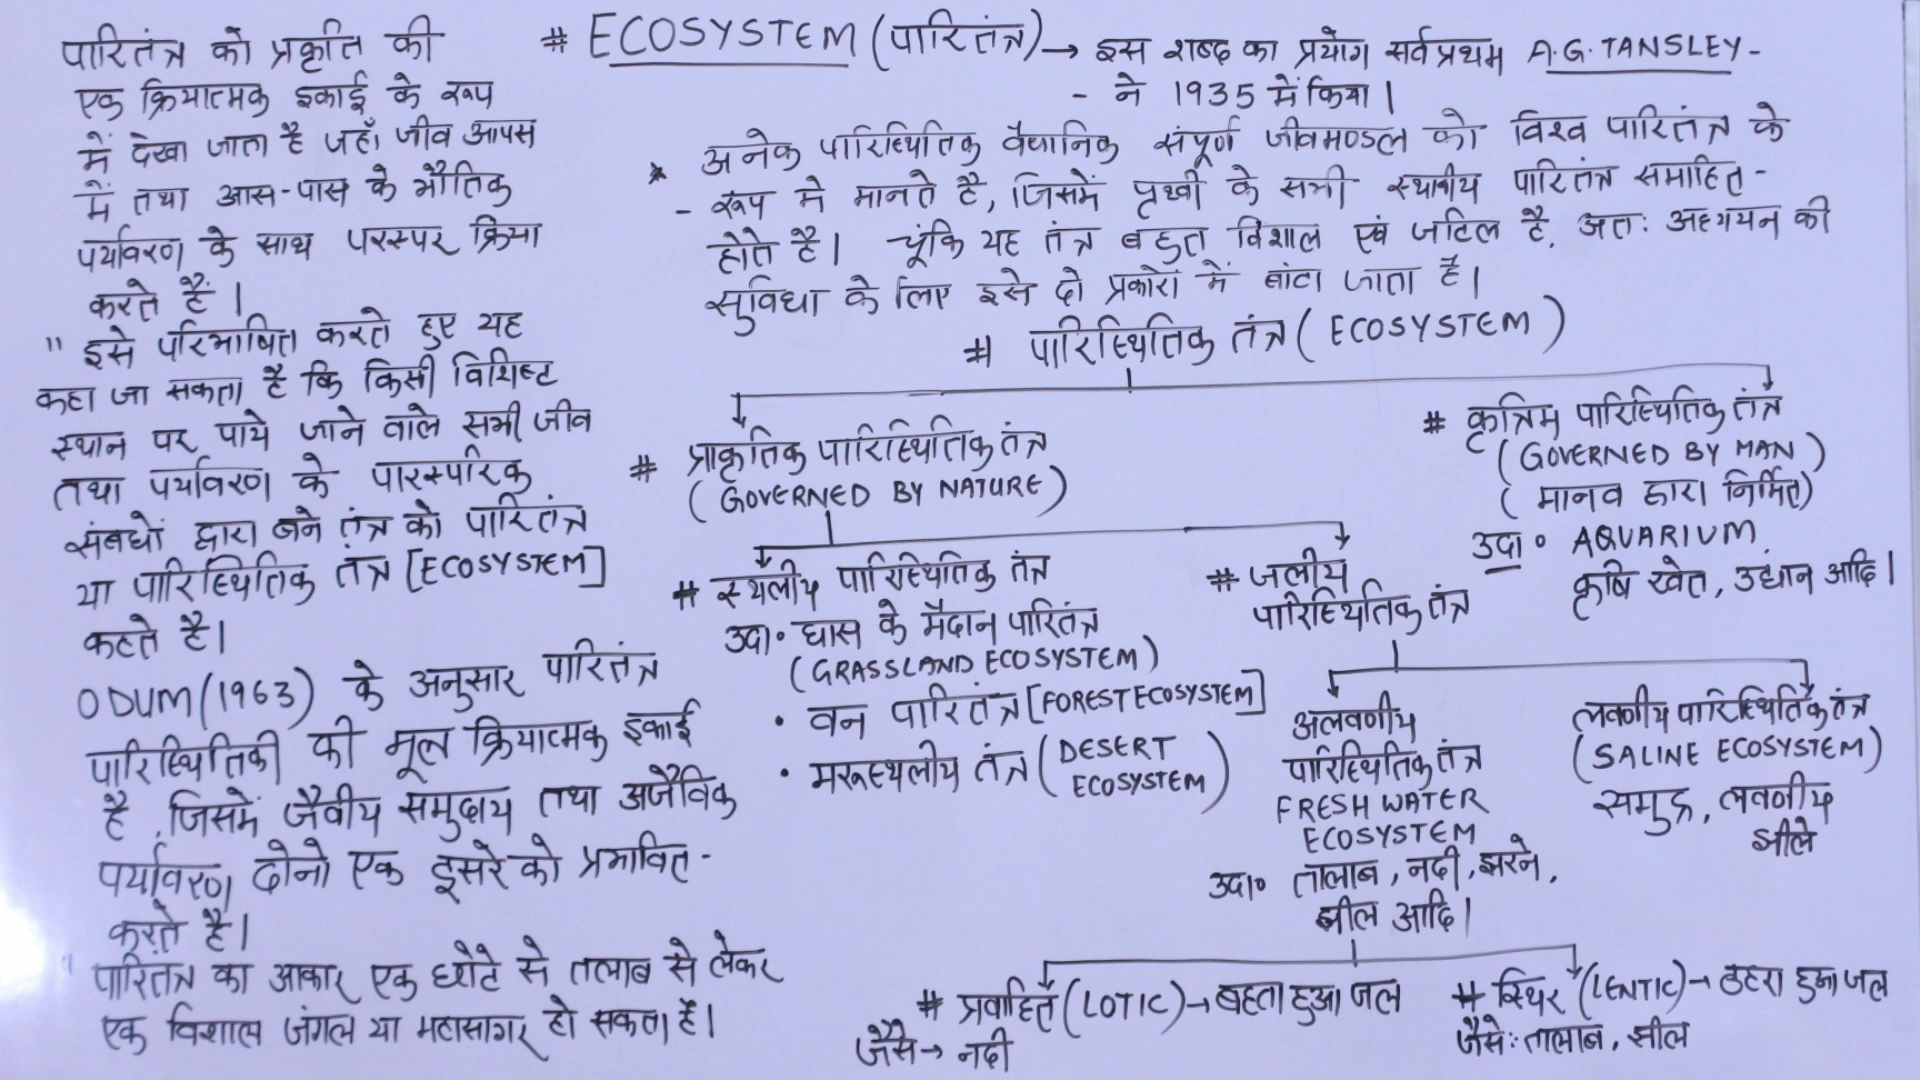 # ECOSYSTEM (पारितंत्र) → इस शब्द का प्रयोग सर्वप्रथम A.G. TANSLEY -
- ने 1935 में किया।
पारितंत्र को प्रकृति की
एक क्रियात्मक इकाई के रूप
में देखा जाता है जहाँ जीव आपस
में तथा आस-पास के भौतिक
पर्यावरण के साथ परस्पर क्रिया
करते हैं।
" इसे परिभाषित करते हुए यह
कहा जा सकता है कि किसी विशिष्ट
स्थान पर पाये जाने वाले सभी जीव
तथा पर्यावरण के पारस्परिक
संबधों द्वारा बने तंत्र को पारितंत्र
या पारिस्थितिक तंत्र [ECOSYSTEM]
कहते है।
ODUM (1963) के अनुसार पारितंत्र
पारिस्थितिकी की मूल क्रियात्मक इकाई
है, जिसमें जैवीय समुदाय तथा अजैविक
पर्यावरण दोनो एक दूसरे को प्रभावित -
करते है।
" पारितंत्र का आकार एक छोटे से तलाब से लेकर
एक विशाल जंगल या महासागर हो सकता है।
* अनेक पारिस्थितिक वैज्ञानिक संपूर्ण जीवमण्डल को विश्व पारितंत्र के
- रूप मे मानते है, जिसमें पृथ्वी के सभी स्थानीय पारितंत्र समाहित -
होते है। चूंकि यह तंत्र बहुत विशाल एवं जटिल है, अतः अध्ययन की
सुविधा के लिए इसे दो प्रकारो में बांटा जाता है।
# पारिस्थितिक तंत्र (ECOSYSTEM)
# प्राकृतिक पारिस्थितिक तंत्र
(GOVERNED BY NATURE)
# कृत्रिम पारिस्थितिक तंत्र
(GOVERNED BY MAN)
(मानव द्वारा निर्मित)
उदा० AQUARIUM
कृषि खेत, उद्यान आदि।
# स्थलीय पारिस्थितिक तंत्र
उदा० घास के मैदान पारितंत्र
(GRASSLAND ECOSYSTEM)
• वन पारितंत्र [FOREST ECOSYSTEM]
• मरूस्थलीय तंत्र (DESERT
ECOSYSTEM)
# जलीय
पारिस्थितिक तंत्र
अलवणीय
पारिस्थितिक तंत्र
FRESH WATER
ECOSYSTEM
उदा० तालाब, नदी, झरने,
झील आदि।
लवणीय पारिस्थितिक तंत्र
(SALINE ECOSYSTEM)
समुद्र, लवणीय
झीले
# प्रवाहित (LOTIC) → बहता हुआ जल
जैसे → नदी
# स्थिर (LENTIC) → ठहरा हुआ जल
जैसे: तालाब, झील